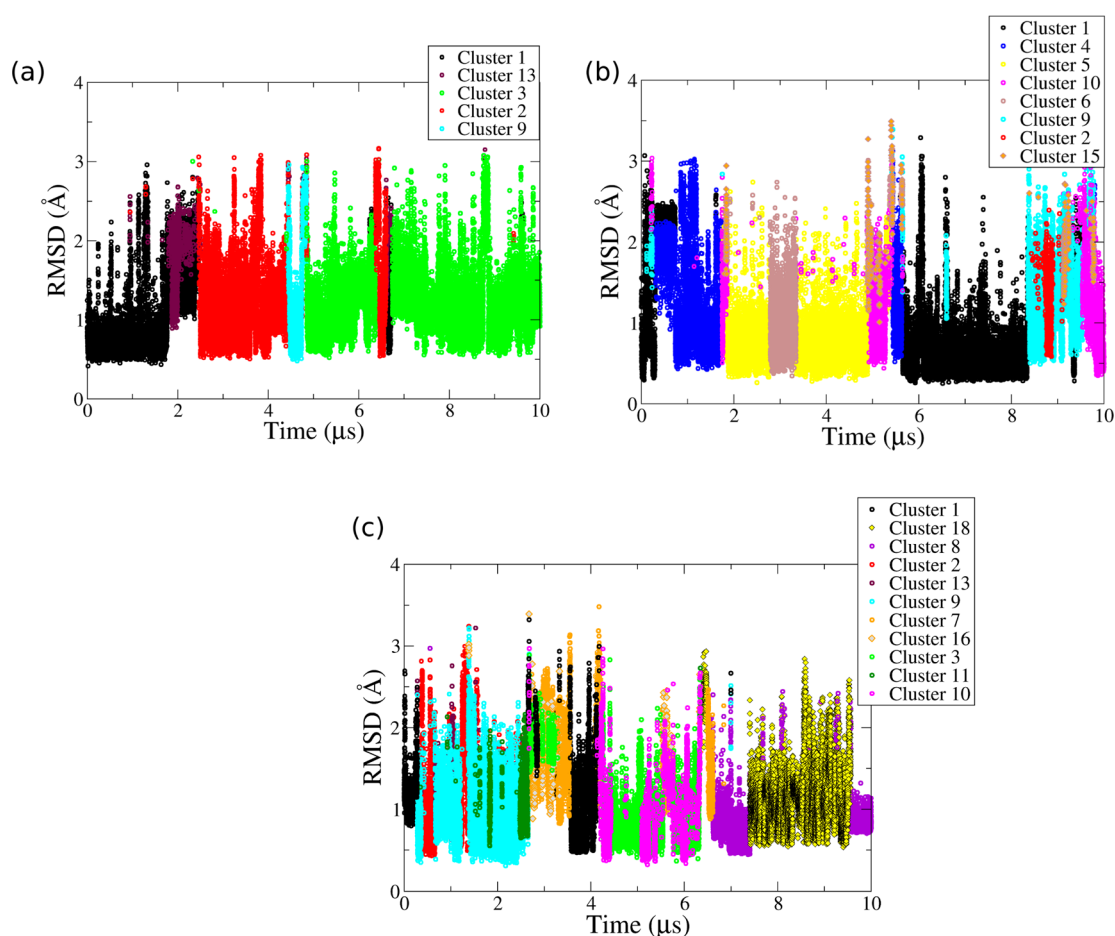 (a)
Cluster 1
Cluster 13
Cluster 3
Cluster 2
Cluster 9
4
3
2
1
0
RMSD (Å)
0 2 4 6 8 10
Time (μs)
(b)
Cluster 1
Cluster 4
Cluster 5
Cluster 10
Cluster 6
Cluster 9
Cluster 2
Cluster 15
4
3
2
1
0
RMSD (Å)
0 2 4 6 8 10
Time (μs)
(c)
Cluster 1
Cluster 18
Cluster 8
Cluster 2
Cluster 13
Cluster 9
Cluster 7
Cluster 16
Cluster 3
Cluster 11
Cluster 10
4
3
2
1
0
RMSD (Å)
0 2 4 6 8 10
Time (μs)